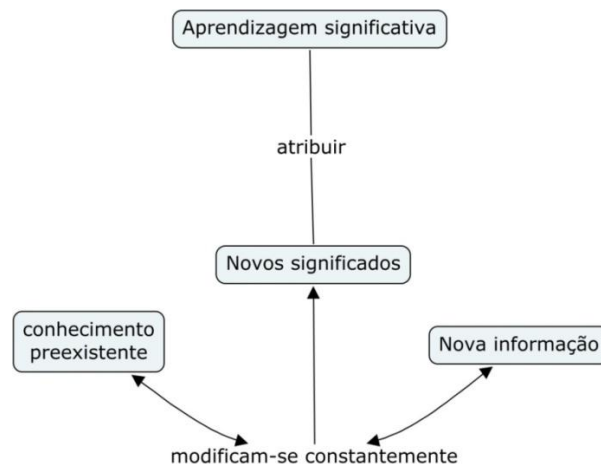 Aprendizagem significativa
atribuir
Novos significados
conhecimento
preexistente
Nova informação
modificam-se constantemente